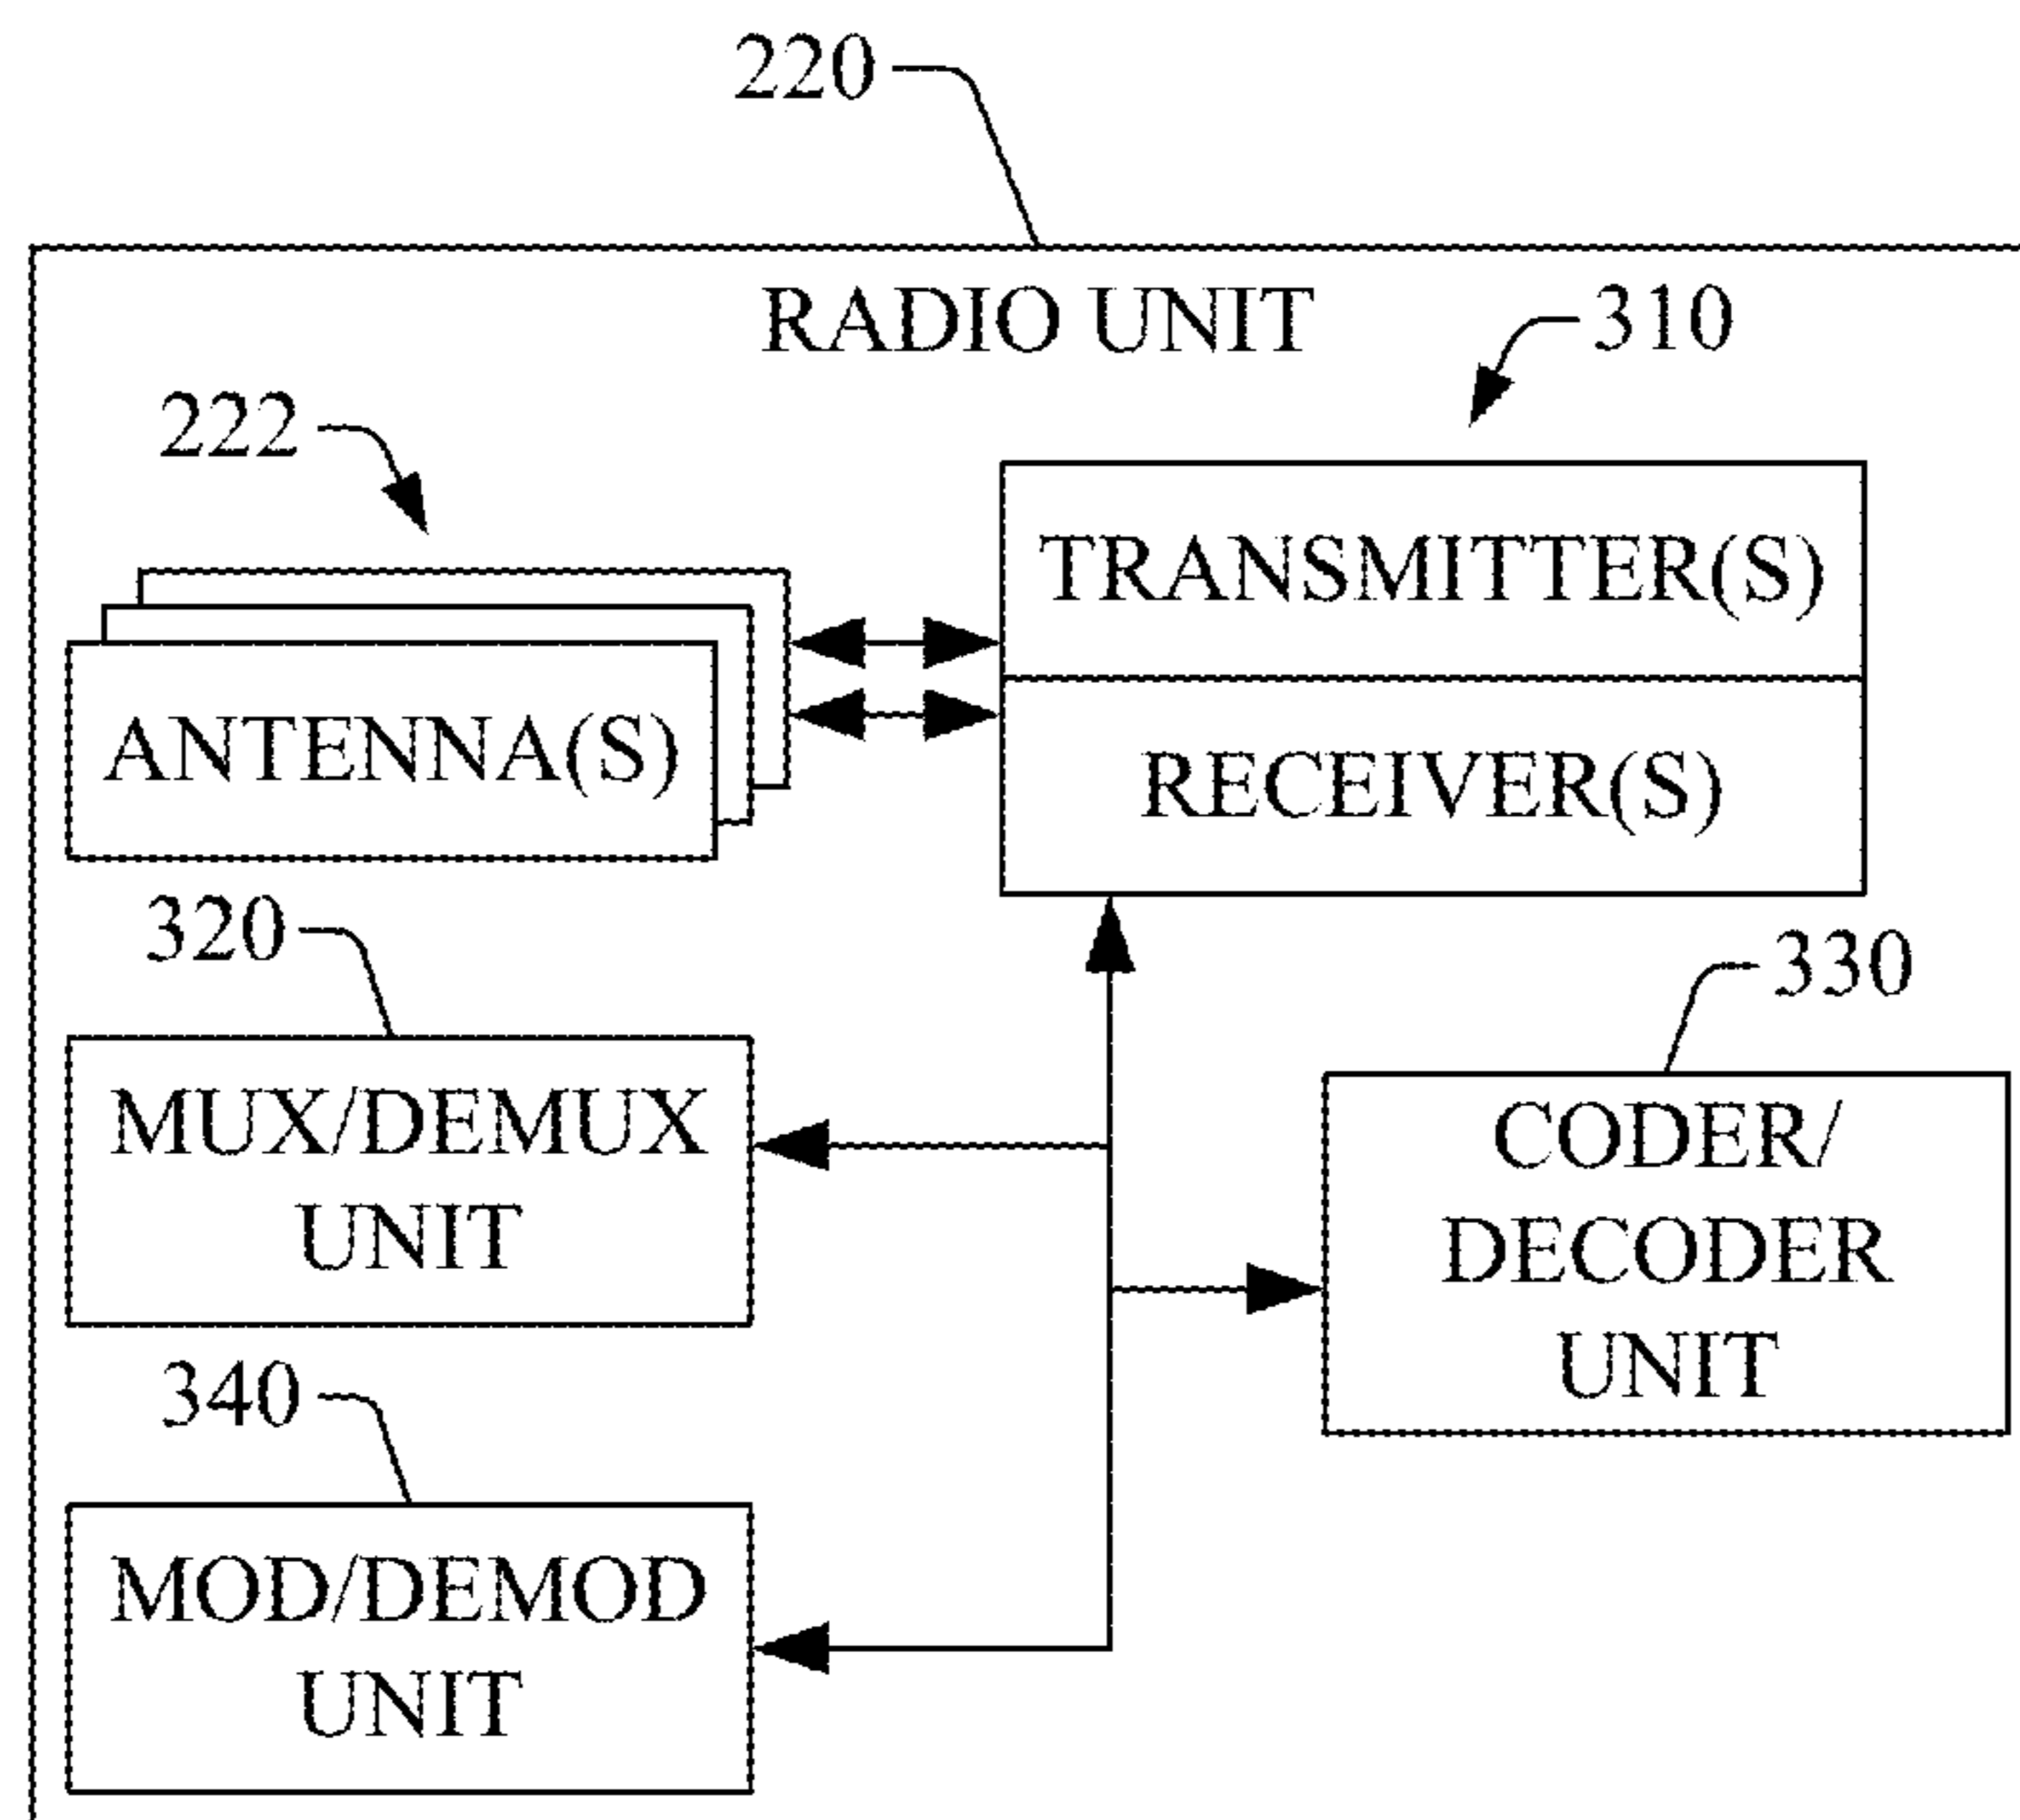 220
RADIO UNIT
310
222
TRANSMITTER(S)
ANTENNA(S)
RECEIVER(S)
320
330
MUX/DEMUX
UNIT
CODER/
DECODER
UNIT
340
MOD/DEMOD
UNIT